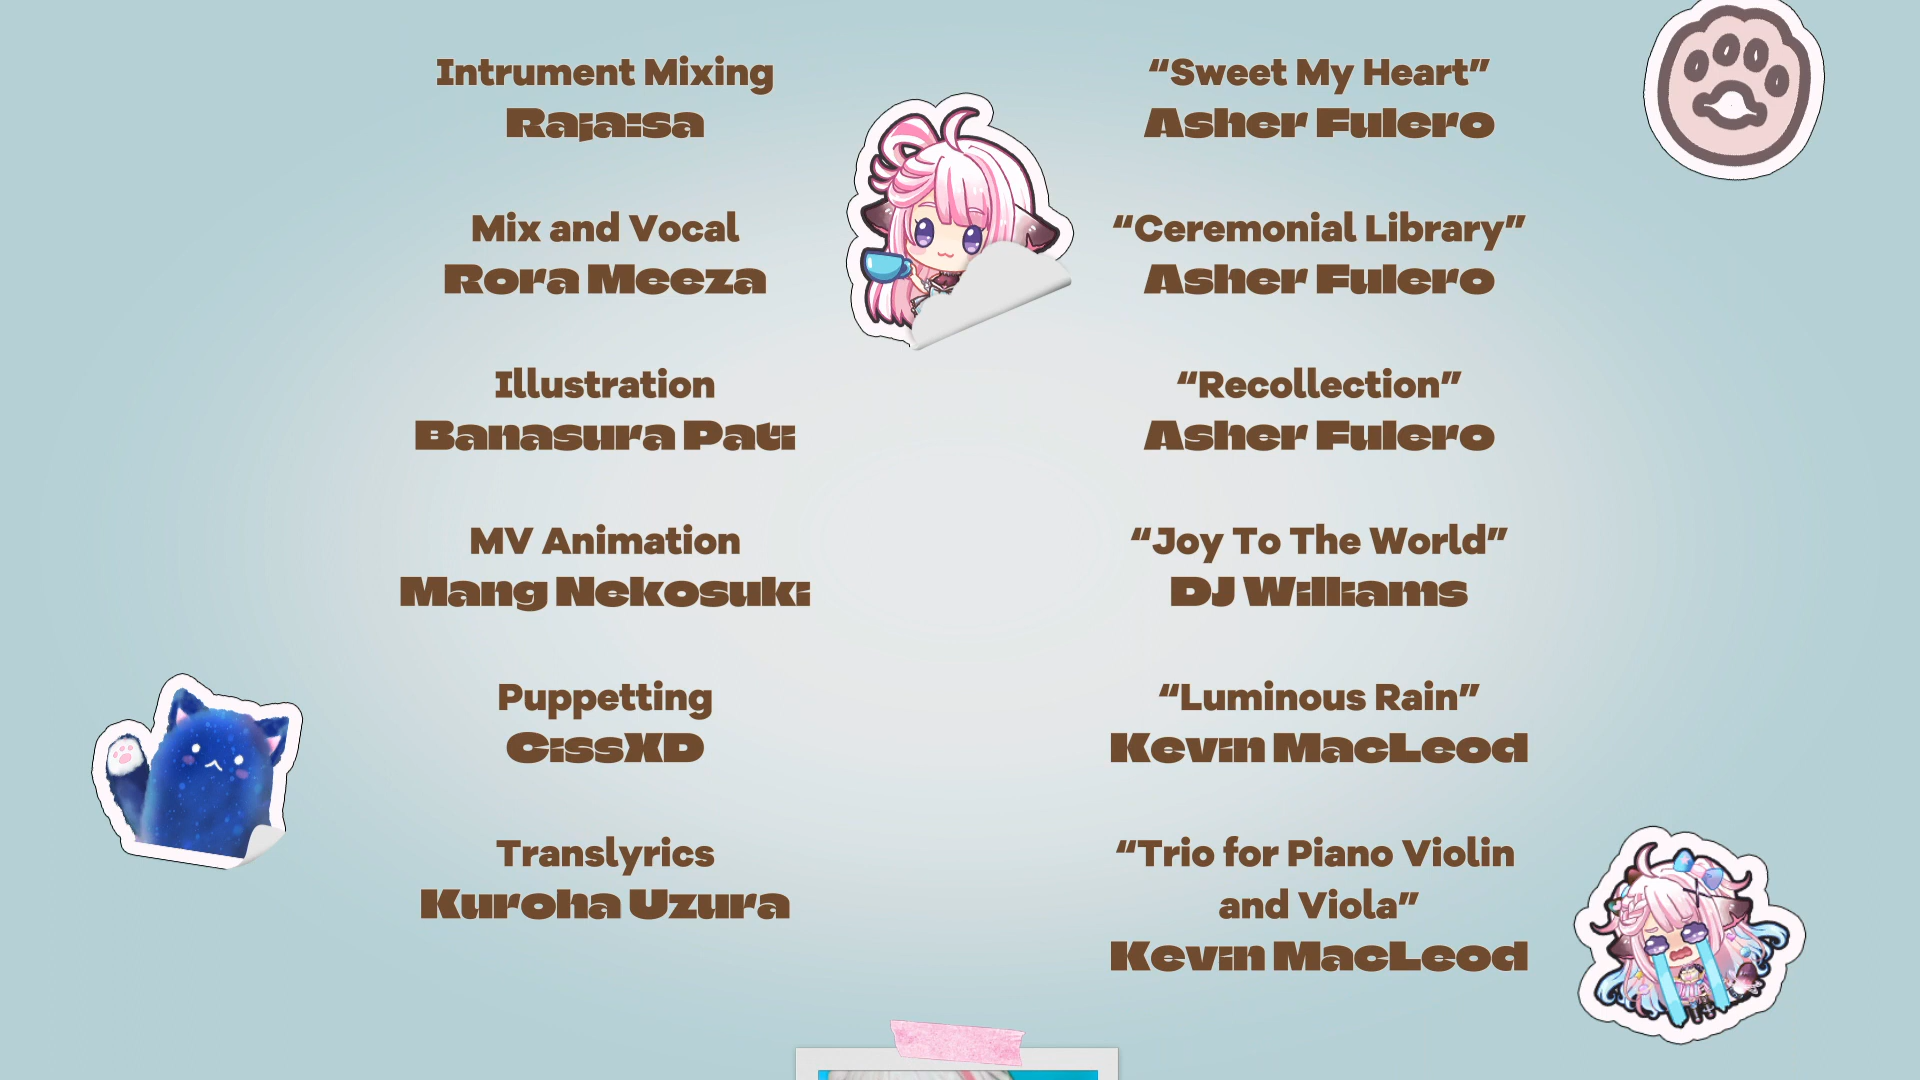 Intrument Mixing
Rajaisa
Mix and Vocal
Rora Meeza
Illustration
Banasura Pati
MV Animation
Mang Nekosuki
Puppetting
CissXD
Translyrics
Kuroha Uzura
“Sweet My Heart”
Asher Fulero
“Ceremonial Library”
Asher Fulero
“Recollection”
Asher Fulero
“Joy To The World”
DJ Williams
“Luminous Rain”
Kevin MacLeod
“Trio for Piano Violin
and Viola”
Kevin MacLeod